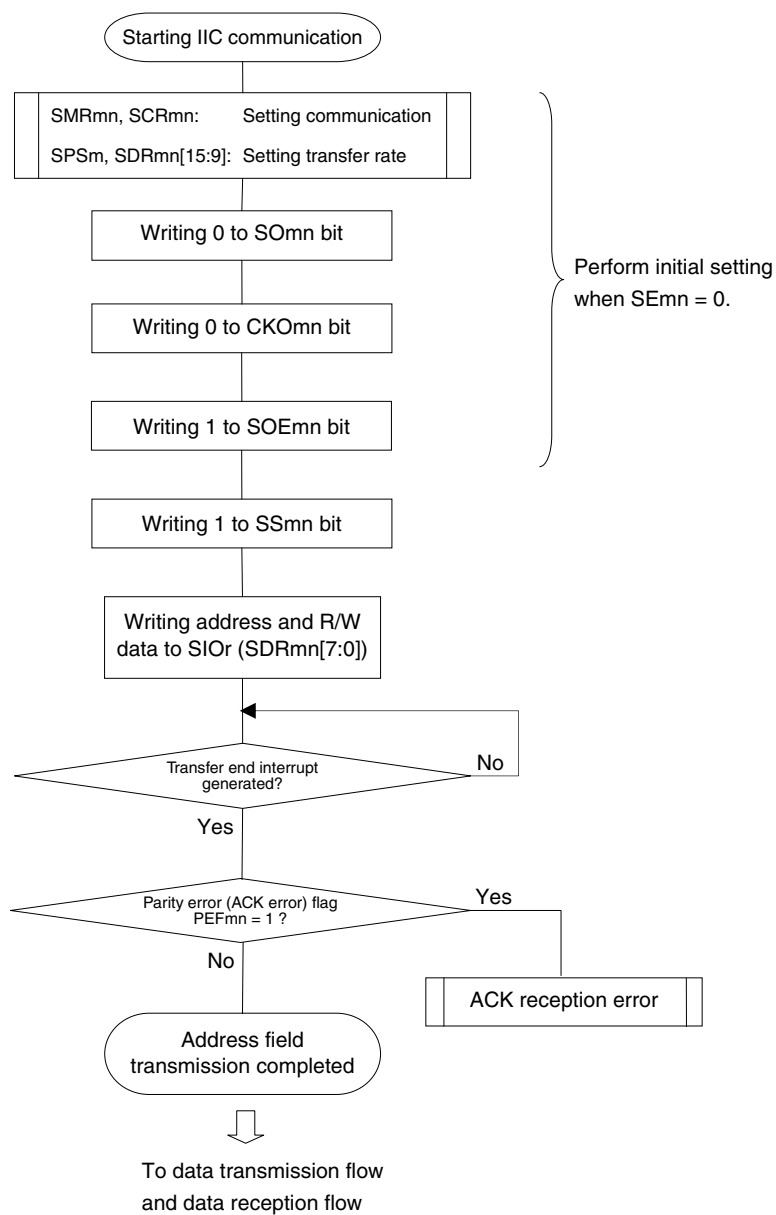 Starting IIC communication
SMRmn, SCRmn: Setting communication
SPSm, SDRmn[15:9]: Setting transfer rate
Writing 0 to SOmn bit
Perform initial setting
when SEmn = 0.
Writing 0 to CKOmn bit
Writing 1 to SOEmn bit
Writing 1 to SSmn bit
Writing address and R/W
data to SIOr (SDRmn[7:0])
Transfer end interrupt
generated?
No
Yes
Parity error (ACK error) flag
PEFmn = 1 ?
Yes
No
ACK reception error
Address field
transmission completed
To data transmission flow
and data reception flow